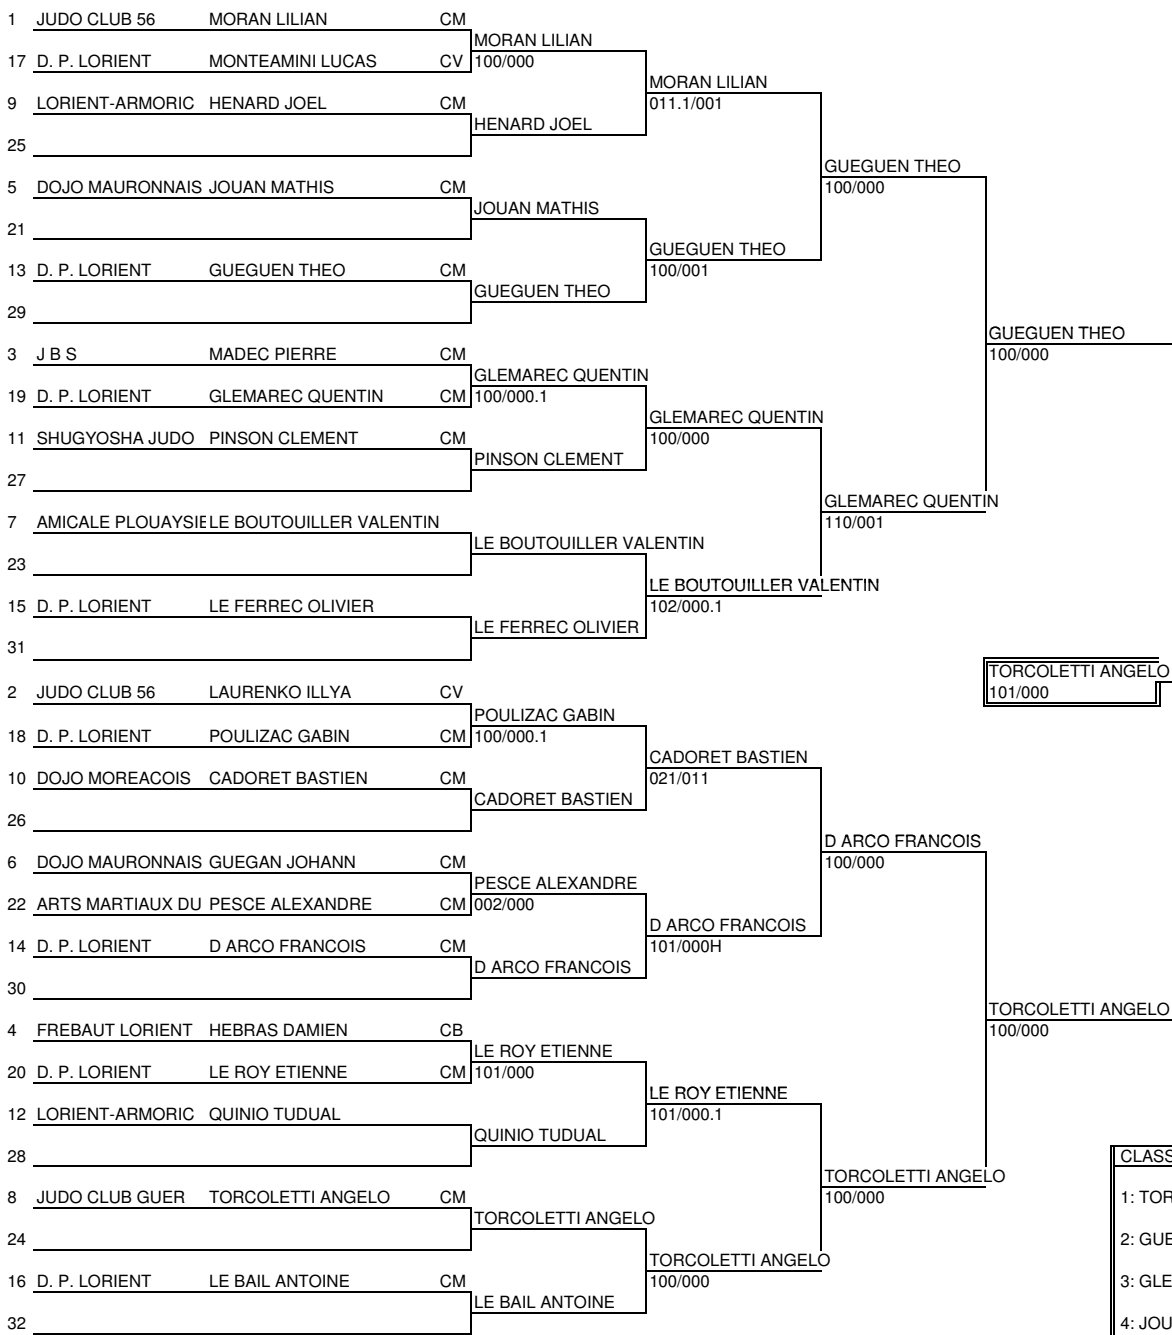 1 JUDO CLUB 56 MORAN LILIAN CM
MORAN LILIAN
17 D. P. LORIENT MONTEAMINI LUCAS CV 100/000
MORAN LILIAN
9 LORIENT-ARMORIC HENARD JOEL CM 011.1/001
HENARD JOEL
25
GUEGUEN THEO
5 DOJO MAURONNAIS JOUAN MATHIS CM 100/000
JOUAN MATHIS
21
GUEGUEN THEO
13 D. P. LORIENT GUEGUEN THEO CM 100/001
GUEGUEN THEO
29
GUEGUEN THEO
3 J B S MADEC PIERRE CM 100/000
GLEMAREC QUENTIN
19 D. P. LORIENT GLEMAREC QUENTIN CM 100/000.1
GLEMAREC QUENTIN
11 SHUGYOSHA JUDO PINSON CLEMENT CM 100/000
PINSON CLEMENT
27
GLEMAREC QUENTIN
7 AMICALE PLOUAYSIE LE BOUTOUILLER VALENTIN 110/001
LE BOUTOUILLER VALENTIN
23
LE BOUTOUILLER VALENTIN
15 D. P. LORIENT LE FERREC OLIVIER 102/000.1
LE FERREC OLIVIER
31
TORCOLETTI ANGELO
2 JUDO CLUB 56 LAURENKO ILLYA CV 101/000
POULIZAC GABIN
18 D. P. LORIENT POULIZAC GABIN CM 100/000.1
CADORET BASTIEN
10 DOJO MOREACOIS CADORET BASTIEN CM 021/011
CADORET BASTIEN
26
D ARCO FRANCOIS
6 DOJO MAURONNAIS GUEGAN JOHANN CM 100/000
PESCE ALEXANDRE
22 ARTS MARTIAUX DU PESCE ALEXANDRE CM 002/000
D ARCO FRANCOIS
14 D. P. LORIENT D ARCO FRANCOIS CM 101/000H
D ARCO FRANCOIS
30
TORCOLETTI ANGELO
4 FREBAUT LORIENT HEBRAS DAMIEN CB 100/000
LE ROY ETIENNE
20 D. P. LORIENT LE ROY ETIENNE CM 101/000
LE ROY ETIENNE
12 LORIENT-ARMORIC QUINIO TUDUAL 101/000.1
QUINIO TUDUAL
28 CLASS
TORCOLETTI ANGELO
8 JUDO CLUB GUER TORCOLETTI ANGELO CM 100/000 1: TOR
TORCOLETTI ANGELO
24 2: GUE
TORCOLETTI ANGELO
16 D. P. LORIENT LE BAIL ANTOINE CM 100/000 3: GLE
LE BAIL ANTOINE
32 4: JOU